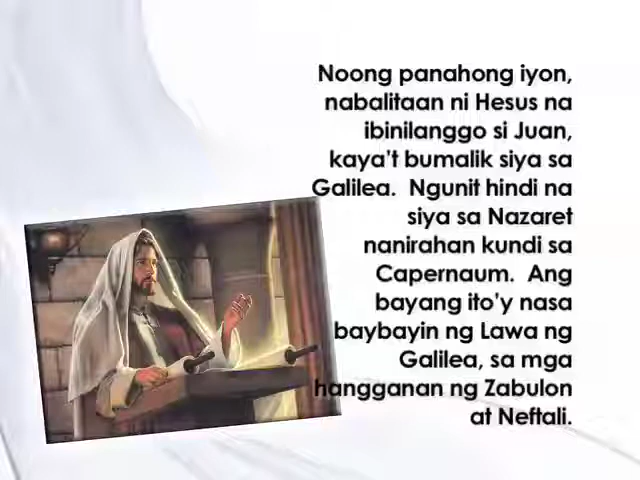 Noong panahong iyon,
nabalitaan ni Hesus na
ibinilanggo si Juan,
kaya't bumalik siya sa
Galilea. Ngunit hindi na
siya sa Nazaret
nanirahan kundi sa
Capernaum. Ang
bayang ito'y nasa
baybayin ng Lawa ng
Galilea, sa mga
hangganan ng Zabulon
at Neftali.